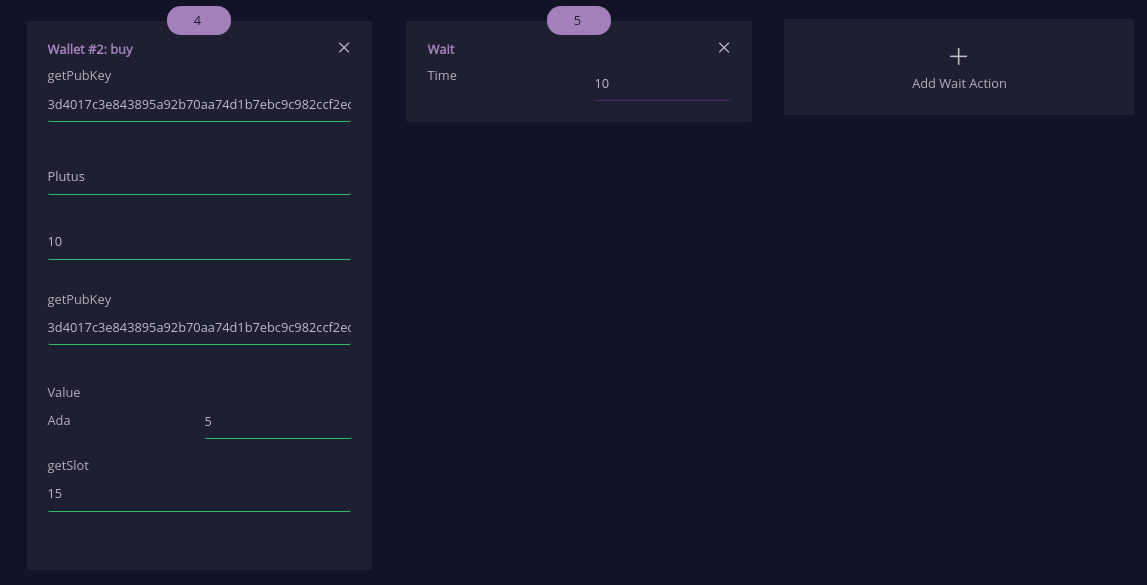 4
Wallet #2: buy
getPubKey
3d4017c3e843895a92b70aa74d1b7ebc9c982ccf2ec
Plutus
10
getPubKey
3d4017c3e843895a92b70aa74d1b7ebc9c982ccf2ec
Value
Ada 5
getSlot
15
5
Wait
Time 10
Add Wait Action